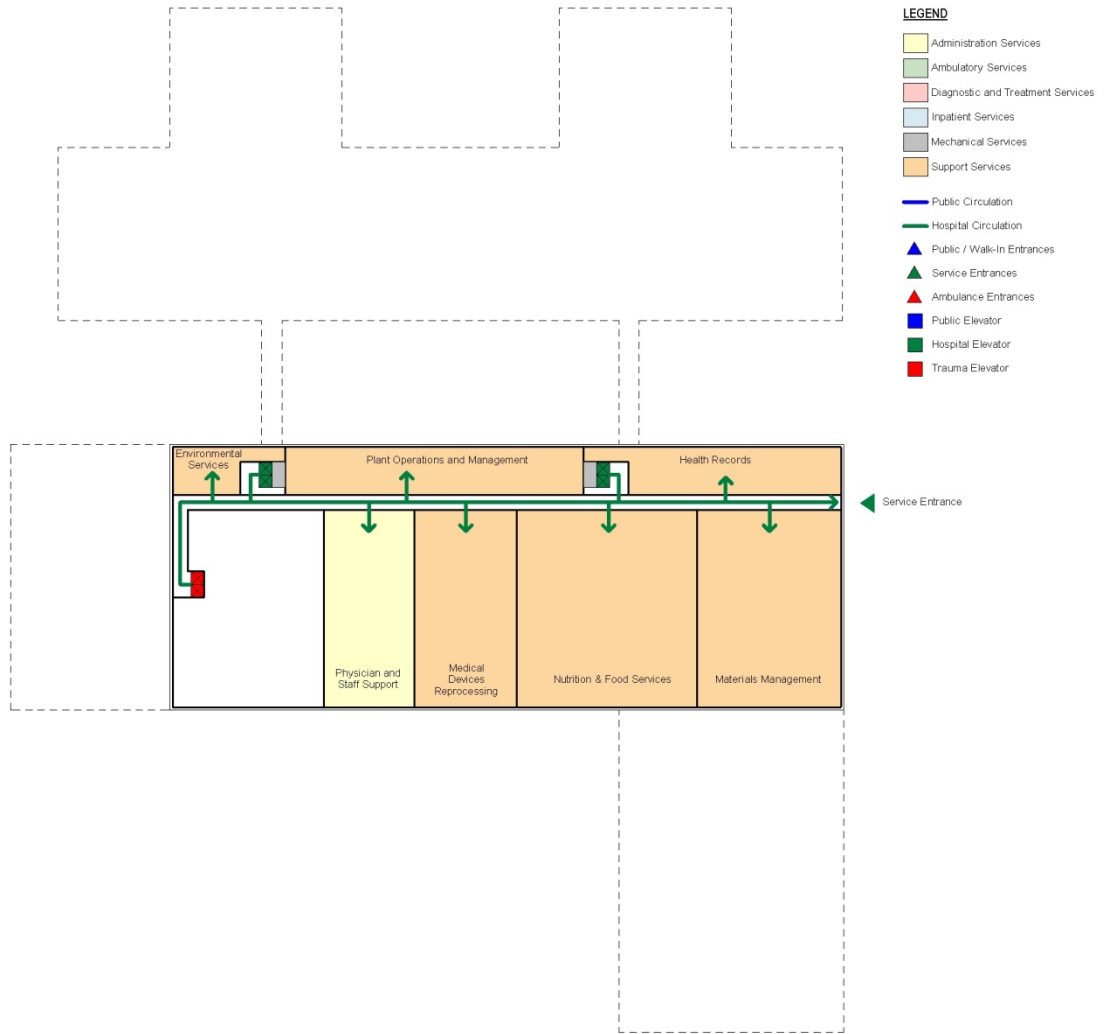 LEGEND
Administration Services
Ambulatory Services
Diagnostic and Treatment Services
Inpatient Services
Mechanical Services
Support Services
Public Circulation
Hospital Circulation
Public / Walk-In Entrances
Service Entrances
Ambulance Entrances
Public Elevator
Hospital Elevator
Trauma Elevator
Environmental
Services
Plant Operations and Management
Health Records
Service Entrance
Physician and
Staff Support
Medical
Devices
Reprocessing
Nutrition & Food Services
Materials Management